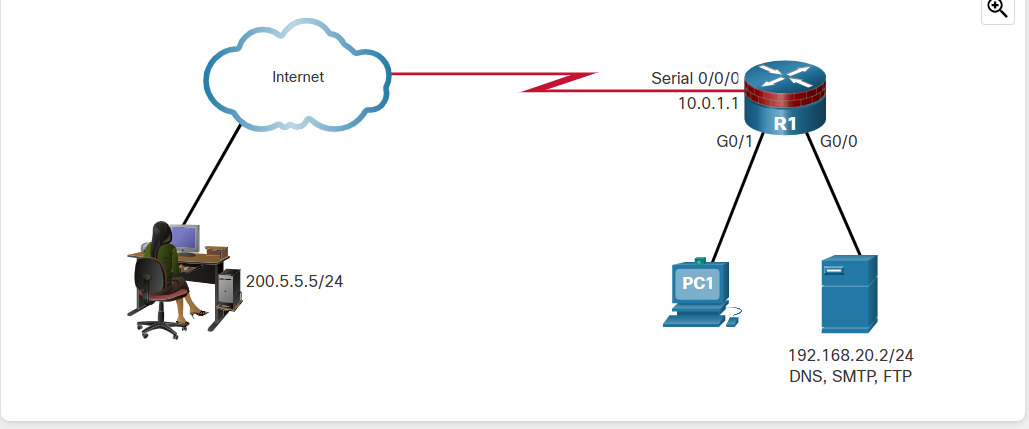 Internet
Serial 0/0/0
10.0.1.1
R1
G0/1
G0/0
200.5.5.5/24
PC1
192.168.20.2/24
DNS, SMTP, FTP